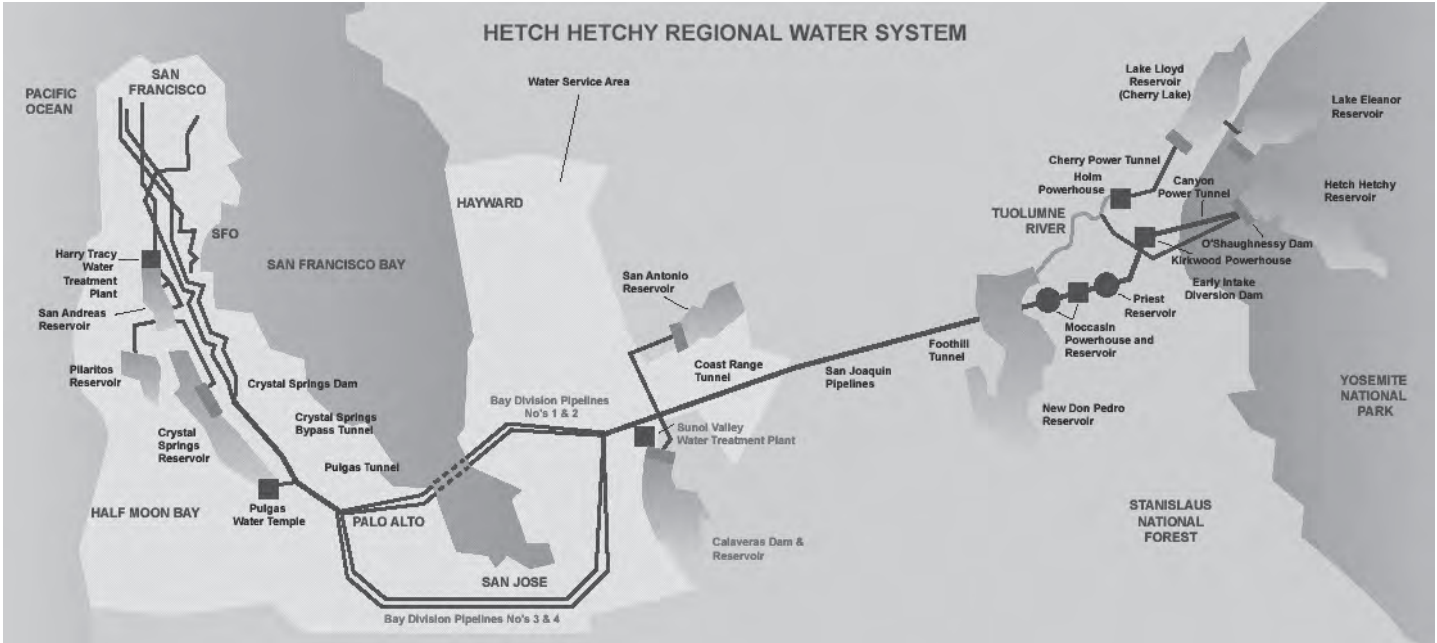 HETCH HETCHY REGIONAL WATER SYSTEM
PACIFIC
OCEAN
SAN
FRANCISCO
Water Service Area
Lake Lloyd
Reservoir
(Cherry Lake)
Lake Eleanor
Reservoir
Cherry Power Tunnel
Holm
Powerhouse
Canyon
Power Tunnel
Hetch Hetchy
Reservoir
HAYWARD
TUOLUMNE
RIVER
SFO
SAN FRANCISCO BAY
O'Shaughnessy Dam
Kirkwood Powerhouse
Harry Tracy
Water
Treatment
Plant
San Antonio
Reservoir
Early Intake
Diversion Dam
Priest
Reservoir
San Andreas
Reservoir
Moccasin
Powerhouse and
Reservoir
Foothill
Tunnel
Coast Range
Tunnel
San Joaquin
Pipelines
Pilaritos
Reservoir
Crystal Springs Dam
YOSEMITE
NATIONAL
PARK
Bay Division Pipelines
No's 1 & 2
New Don Pedro
Reservoir
Crystal Springs
Bypass Tunnel
Sunol Valley
Water Treatment Plant
Crystal
Springs
Reservoir
Pulgas Tunnel
HALF MOON BAY
Pulgas
Water Temple
PALO ALTO
STANISLAUS
NATIONAL
FOREST
Calaveras Dam &
Reservoir
SAN JOSE
Bay Division Pipelines No's 3 & 4